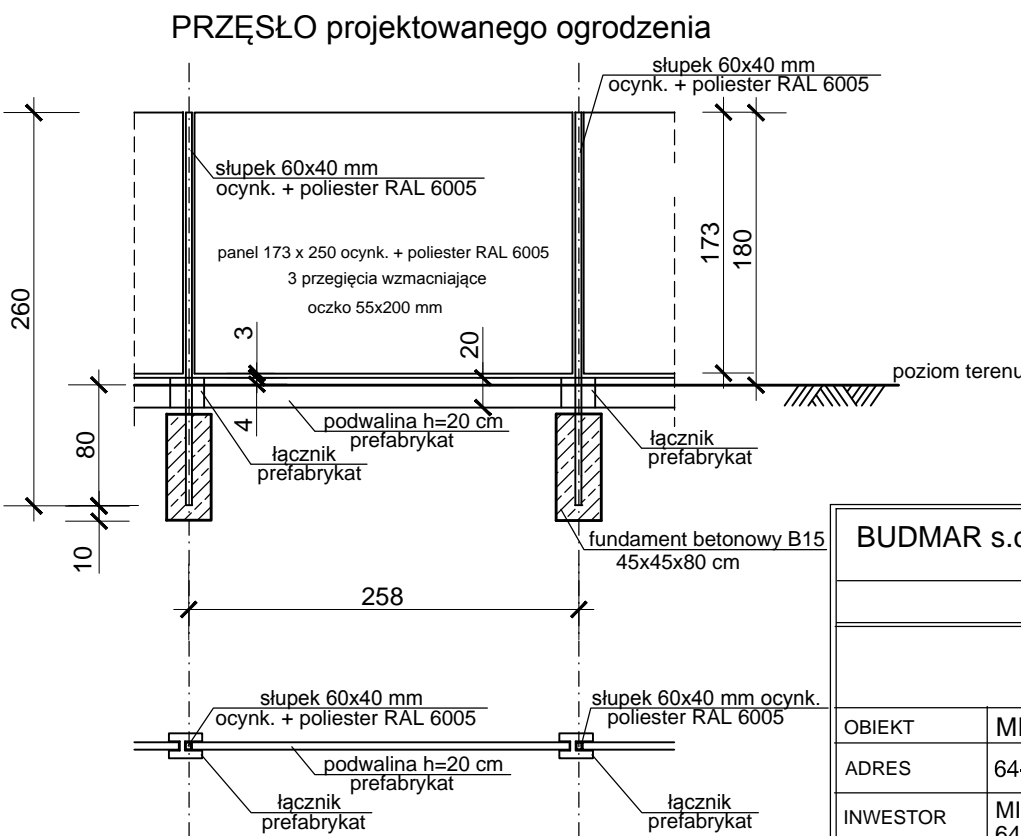 PRZĘSŁO projektowanego ogrodzenia
słupek 60x40 mm
ocynk. + poliester RAL 6005
słupek 60x40 mm
ocynk. + poliester RAL 6005
panel 173 x 250 ocynk. + poliester RAL 6005
3 przegięcia wzmacniające
oczko 55x200 mm
260
173
180
3
20
poziom terenu
80
4
podwalina h=20 cm
prefabrykat
łącznik
prefabrykat
łącznik
prefabrykat
10
fundament betonowy B15
45x45x80 cm
258
słupek 60x40 mm
ocynk. + poliester RAL 6005
słupek 60x40 mm ocynk.
poliester RAL 6005
podwalina h=20 cm
prefabrykat
łącznik
prefabrykat
łącznik
prefabrykat
BUDMAR s.c
OBIEKT
ADRES
64-
INWESTOR
MI
64